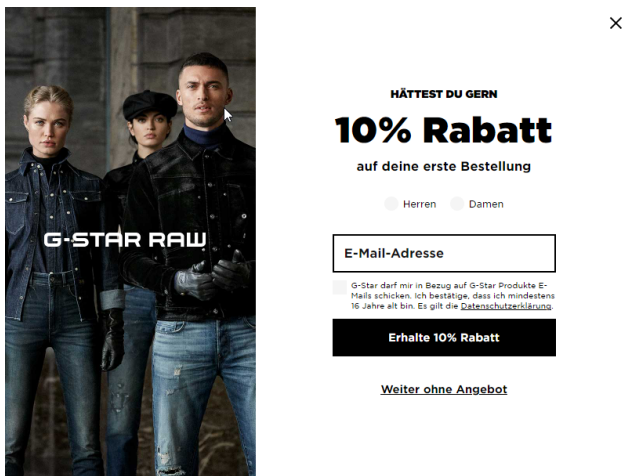 HÄTTEST DU GERN
10% Rabatt
auf deine erste Bestellung
Herren Damen
G-STAR RAW
E-Mail-Adresse
G-Star darf mir in Bezug auf G-Star Produkte E-
Mails schicken. Ich bestätige, dass ich mindestens
16 Jahre alt bin. Es gilt die Datenschutzerklärung.
Erhalte 10% Rabatt
Weiter ohne Angebot